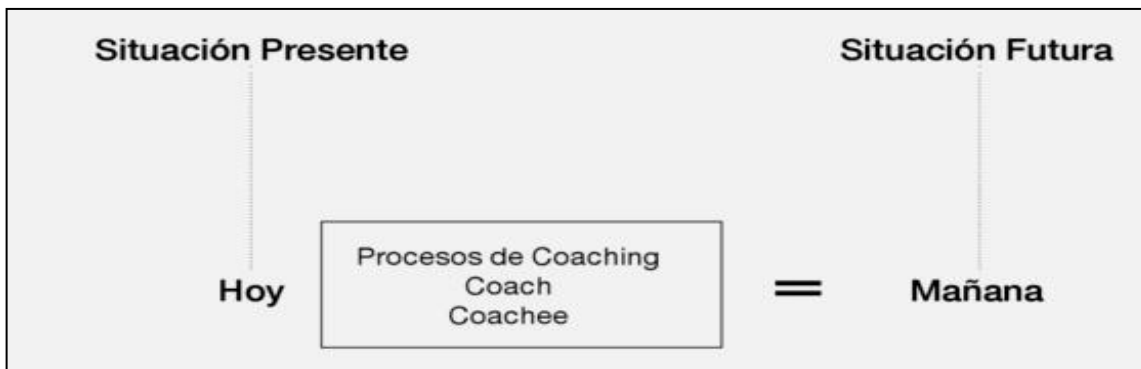 Situación Presente
Situación Futura
Procesos de Coaching
Hoy
Coach
=
Mañana
Coachee